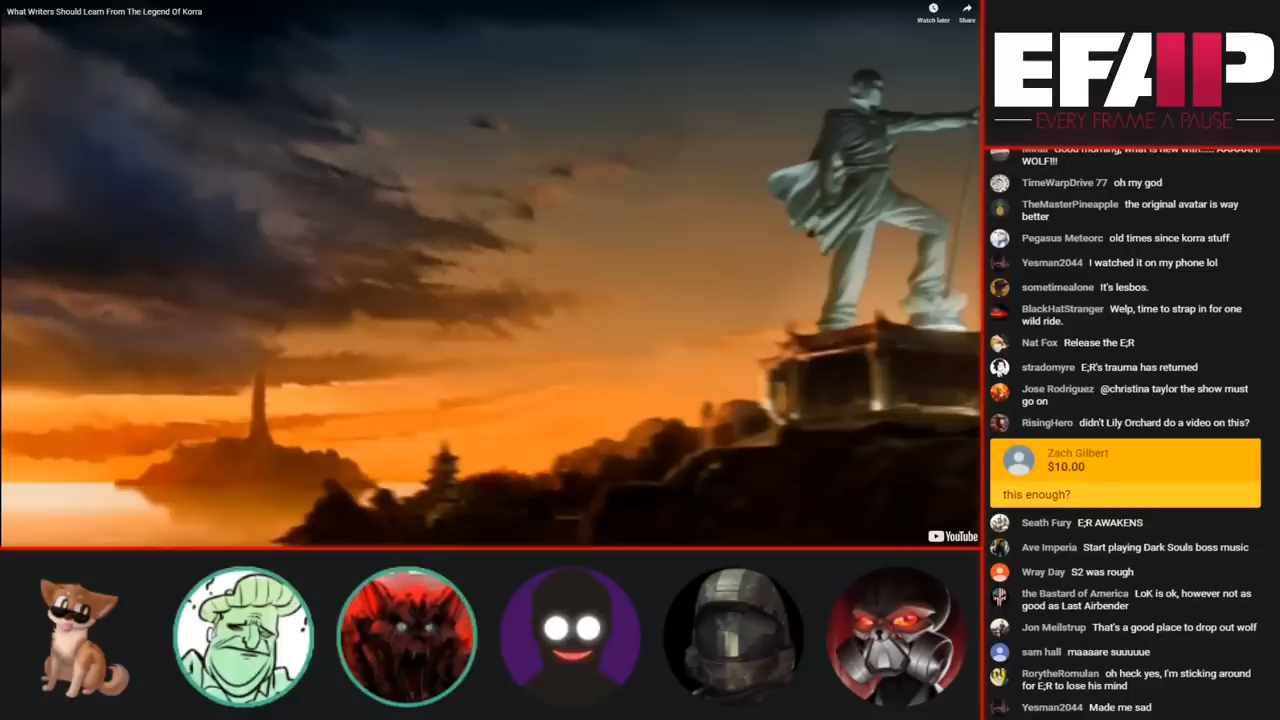 What Writers Should Learn From The Legend Of Korra
Watch later
Share
YouTube
EFAP
EVERY FRAME A PAUSE
Good morning, what is new with.....
WOLF!!!
TimeWarpDrive 77 oh my god
TheMasterPineapple the original avatar is way
better
Pegasus Meteorc old times since korra stuff
Yesman2044 I watched it on my phone lol
sometimealone It's lesbos.
BlackHatStranger Welp, time to strap in for one
wild ride.
Nat Fox Release the E;R
stradomyre E;R's trauma has returned
Jose Rodriguez @christina taylor the show must
go on
RisingHero didn't Lily Orchard do a video on this?
Zach Gilbert
$10.00
this enough?
Seath Fury E;R AWAKENS
Ave Imperia Start playing Dark Souls boss music
Wray Day S2 was rough
the Bastard of America LoK is ok, however not as
good as Last Airbender
Jon Meilstrup That's a good place to drop out wolf
sam hall maaaare suuuuue
RorytheRomulan oh heck yes, I'm sticking around
for E;R to lose his mind
Yesman2044 Made me sad